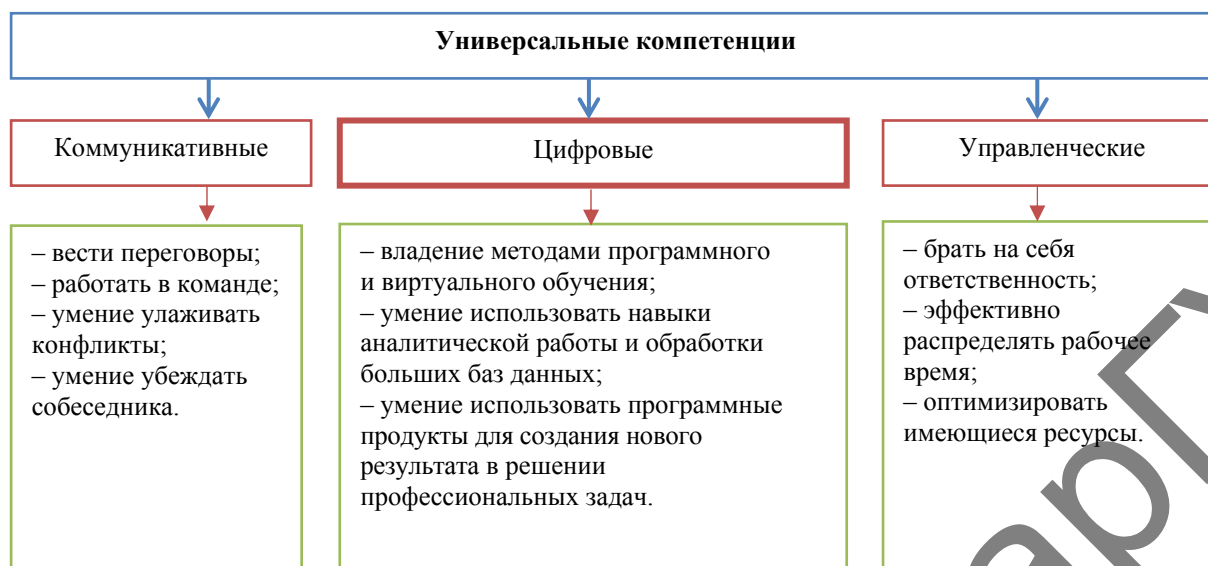 Универсальные компетенции
Коммуникативные
Цифровые
Управленческие
– вести переговоры;
– работать в команде;
– умение улаживать
конфликты;
– умение убеждать
собеседника.
– владение методами программного
и виртуального обучения;
– умение использовать навыки
аналитической работы и обработки
больших баз данных;
– умение использовать программные
продукты для создания нового
результата в решении
профессиональных задач.
– брать на себя
ответственность;
– эффективно
распределять рабочее
время;
– оптимизировать
имеющиеся ресурсы.